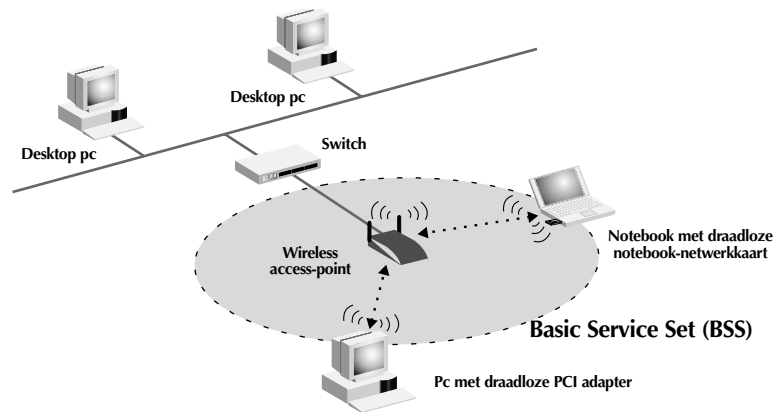 Desktop pc
Desktop pc
Switch
Wireless
access-point
Notebook met draadloze
notebook-netwerkkaart
Basic Service Set (BSS)
Pc met draadloze PCI adapter